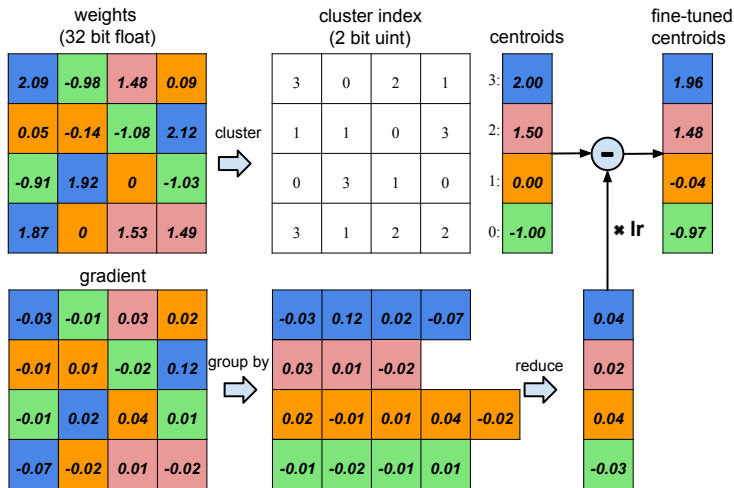 weights
(32 bit float)
cluster index
(2 bit uint)
centroids
fine-tuned
centroids
2.09 -0.98 1.48 0.09
0.05 -0.14 -1.08 2.12
-0.91 1.92 0 -1.03
1.87 0 1.53 1.49
cluster
3 0 2 1
1 1 0 3
0 3 1 0
3 1 2 2
3: 2.00
2: 1.50
1: 0.00
0: -1.00
-
× lr
1.96
1.48
-0.04
-0.97
gradient
-0.03 -0.01 0.03 0.02
-0.01 0.01 -0.02 0.12
-0.01 0.02 0.04 0.01
-0.07 -0.02 0.01 -0.02
group by
-0.03 0.12 0.02 -0.07
0.03 0.01 -0.02
0.02 -0.01 0.01 0.04 -0.02
-0.01 -0.02 -0.01 0.01
reduce
0.04
0.02
0.04
-0.03